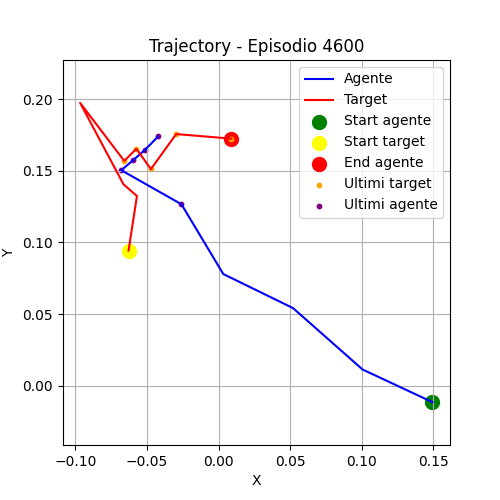 Trajectory - Episodio 4600
Agente
Target
Start agente
Start target
End agente
Ultimi target
Ultimi agente
Y
0.20
0.15
0.10
0.05
0.00
−0.10
−0.05
0.00
0.05
0.10
0.15
X